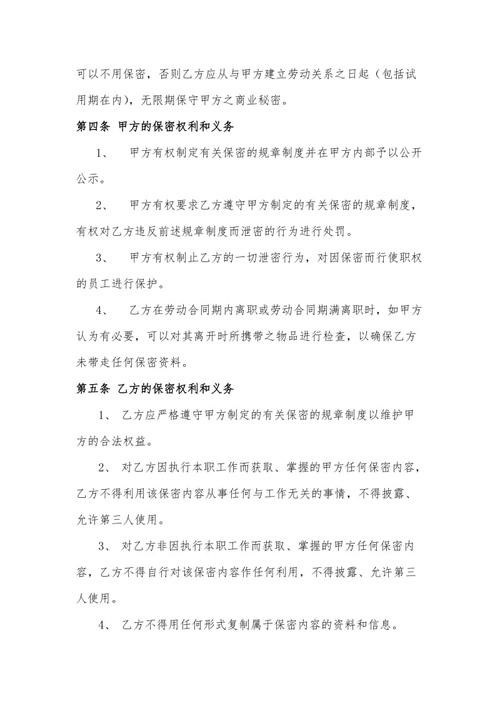 可以不用保密，否则乙方应从与甲方建立劳动关系之日起（包括试
用期在内），无限期保守甲方之商业秘密。
第四条 甲方的保密权利和义务
1、 甲方有权制定有关保密的规章制度并在甲方内部予以公开
公示。
2、 甲方有权要求乙方遵守甲方制定的有关保密的规章制度，
有权对乙方违反前述规章制度而泄密的行为进行处罚。
3、 甲方有权制止乙方的一切泄密行为，对因保密而行使职权
的员工进行保护。
4、 乙方在劳动合同期内离职或劳动合同期满离职时，如甲方
认为有必要，可以对其离开时所携带之物品进行检查，以确保乙方
未带走任何保密资料。
第五条 乙方的保密权利和义务
1、 乙方应严格遵守甲方制定的有关保密的规章制度以维护甲
方的合法权益。
2、 对乙方因执行本职工作而获取、掌握的甲方任何保密内容，
乙方不得利用该保密内容从事任何与工作无关的事情，不得披露、
允许第三人使用。
3、 对乙方非因执行本职工作而获取、掌握的甲方任何保密内
容，乙方不得自行对该保密内容作任何利用，不得披露、允许第三
人使用。
4、 乙方不得用任何形式复制属于保密内容的资料和信息。